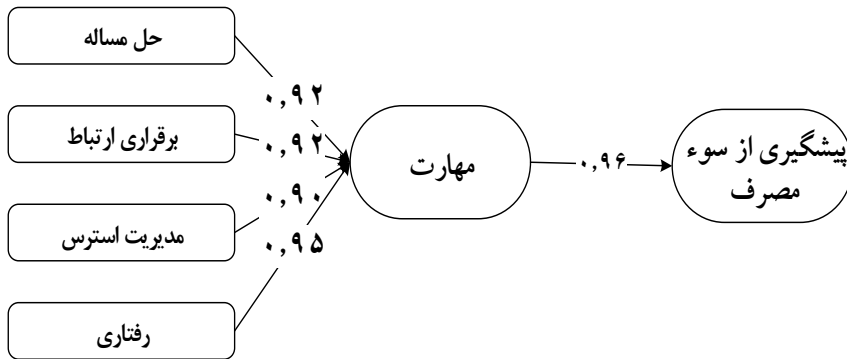 حل مساله
برقراری ارتباط
مدیریت استرس
رفتاری
۰,۹۲
۰,۹۲
۰,۹۰
۰,۹۵
مهارت
۰,۹۶
پیشگیری از سوء
مصرف